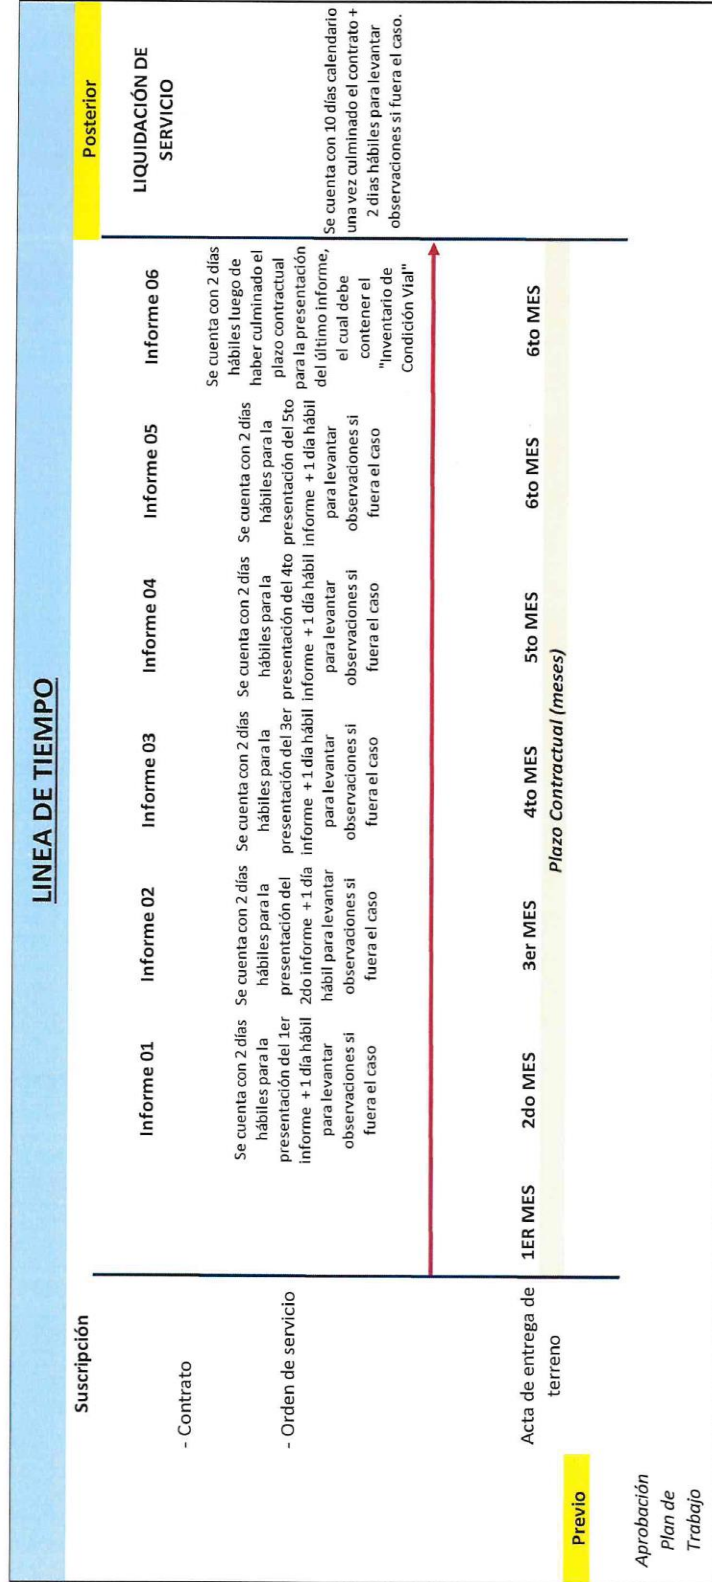 LINEA DE TIEMPO
Suscripción
- Contrato
- Orden de servicio
Acta de entrega de
terreno
Previo
Aprobación
Plan de
Trabajo
Informe 01
Se cuenta con 2 días
hábiles para la
presentación del 1er
informe + 1 día hábil
para levantar
observaciones si
fuera el caso
Informe 02
Se cuenta con 2 días
hábiles para la
presentación del
2do informe + 1 día
hábil para levantar
observaciones si
fuera el caso
Informe 03
Se cuenta con 2 días
hábiles para la
presentación del 3er
informe + 1 día hábil
para levantar
observaciones si
fuera el caso
Informe 04
Se cuenta con 2 días
hábiles para la
presentación del 4to
informe + 1 día hábil
para levantar
observaciones si
fuera el caso
Informe 05
Se cuenta con 2 días
hábiles para la
presentación del 5to
informe + 1 día hábil
para levantar
observaciones si
fuera el caso
Informe 06
Se cuenta con 2 días
hábiles luego de
haber culminado el
plazo contractual
para la presentación
del último informe,
el cual debe
contener el
"Inventario de
Condición Vial"
Posterior
LIQUIDACIÓN DE
SERVICIO
Se cuenta con 10 días calendario
una vez culminado el contrato +
2 dias hábiles para levantar
observaciones si fuera el caso.
1ER MES
2do MES
3er MES
4to MES
5to MES
6to MES
6to MES
Plazo Contractual (meses)